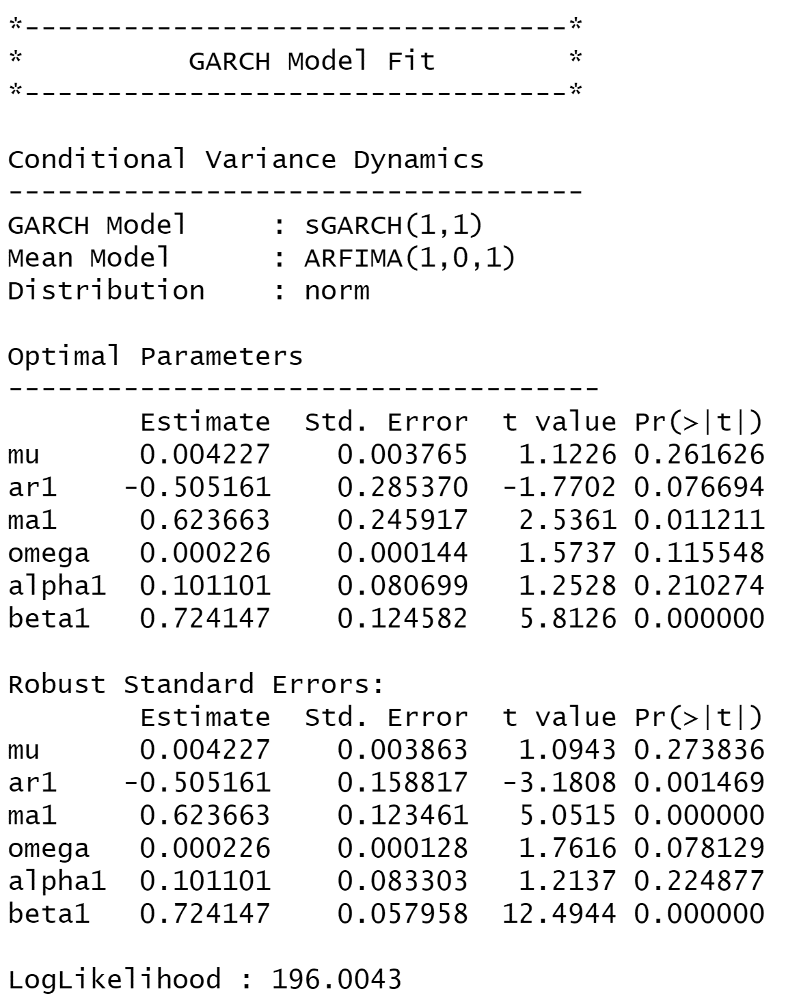 *---------------------------------*
*          GARCH Model Fit        *
*---------------------------------*

Conditional Variance Dynamics
-----------------------------------
GARCH Model     : sGARCH(1,1)
Mean Model      : ARFIMA(1,0,1)
Distribution    : norm

Optimal Parameters
------------------------------------
        Estimate  Std. Error  t value Pr(>|t|)
mu      0.004227    0.003765   1.1226 0.261626
ar1    -0.505161    0.285370  -1.7702 0.076694
ma1     0.623663    0.245917   2.5361 0.011211
omega   0.000226    0.000144   1.5737 0.115548
alpha1  0.101101    0.080699   1.2528 0.210274
beta1   0.724147    0.124582   5.8126 0.000000

Robust Standard Errors:
        Estimate  Std. Error  t value Pr(>|t|)
mu      0.004227    0.003863   1.0943 0.273836
ar1    -0.505161    0.158817  -3.1808 0.001469
ma1     0.623663    0.123461   5.0515 0.000000
omega   0.000226    0.000128   1.7616 0.078129
alpha1  0.101101    0.083303   1.2137 0.224877
beta1   0.724147    0.057958  12.4944 0.000000

LogLikelihood : 196.0043